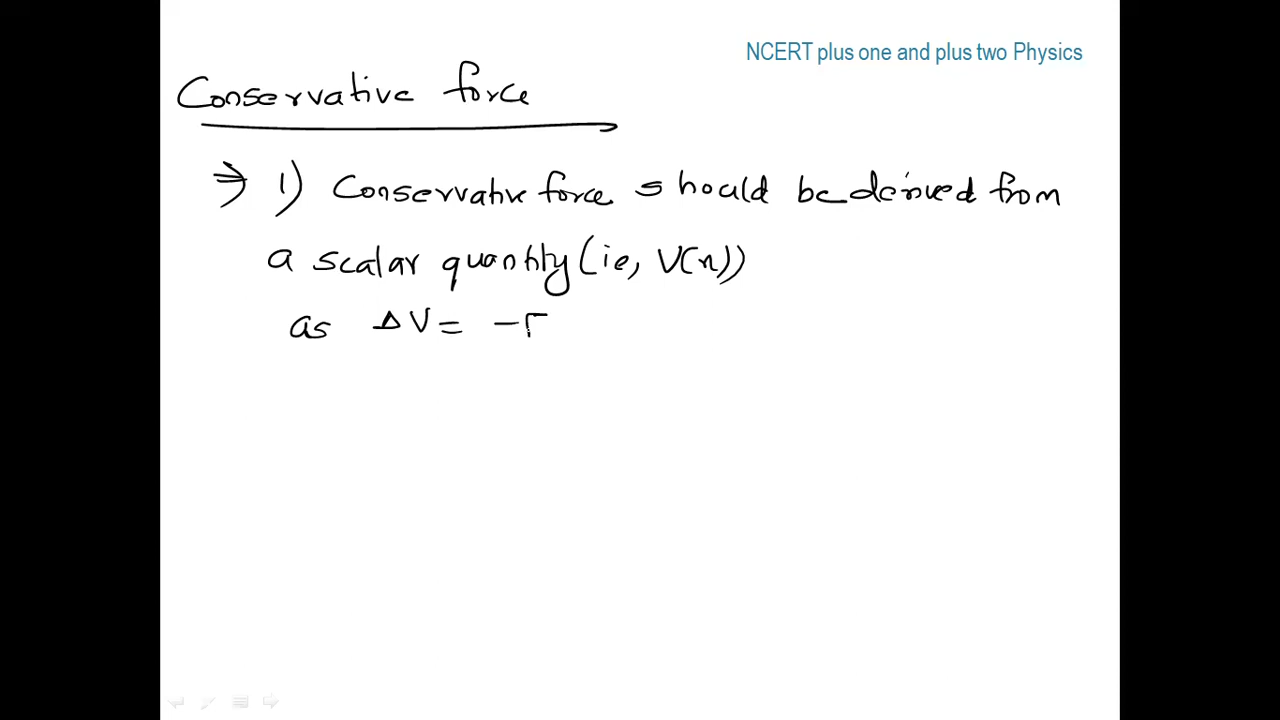 NCERT plus one and plus two Physics
Conservative force
⇒ 1) Conservative force should be derived from
a scalar quantity (ie, V(x))
as ΔV = -